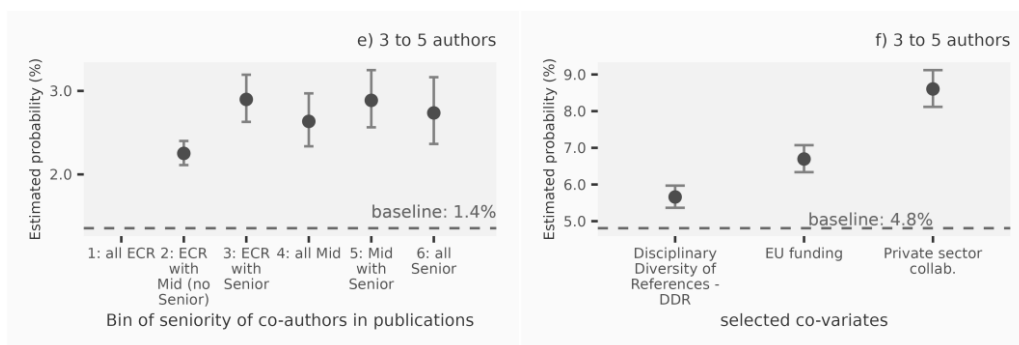 e) 3 to 5 authors
Estimated probability (%)
3.0
2.0
baseline: 1.4%
1: all ECR
2: ECR
with
Mid (no
Senior)
3: ECR
with
Senior
4: all Mid
5: Mid
with
Senior
6: all
Senior
Bin of seniority of co-authors in publications
f) 3 to 5 authors
Estimated probability (%)
9.0
8.0
7.0
6.0
5.0
baseline: 4.8%
Disciplinary
Diversity of
References -
DDR
EU funding
Private sector
collab.
selected co-variates